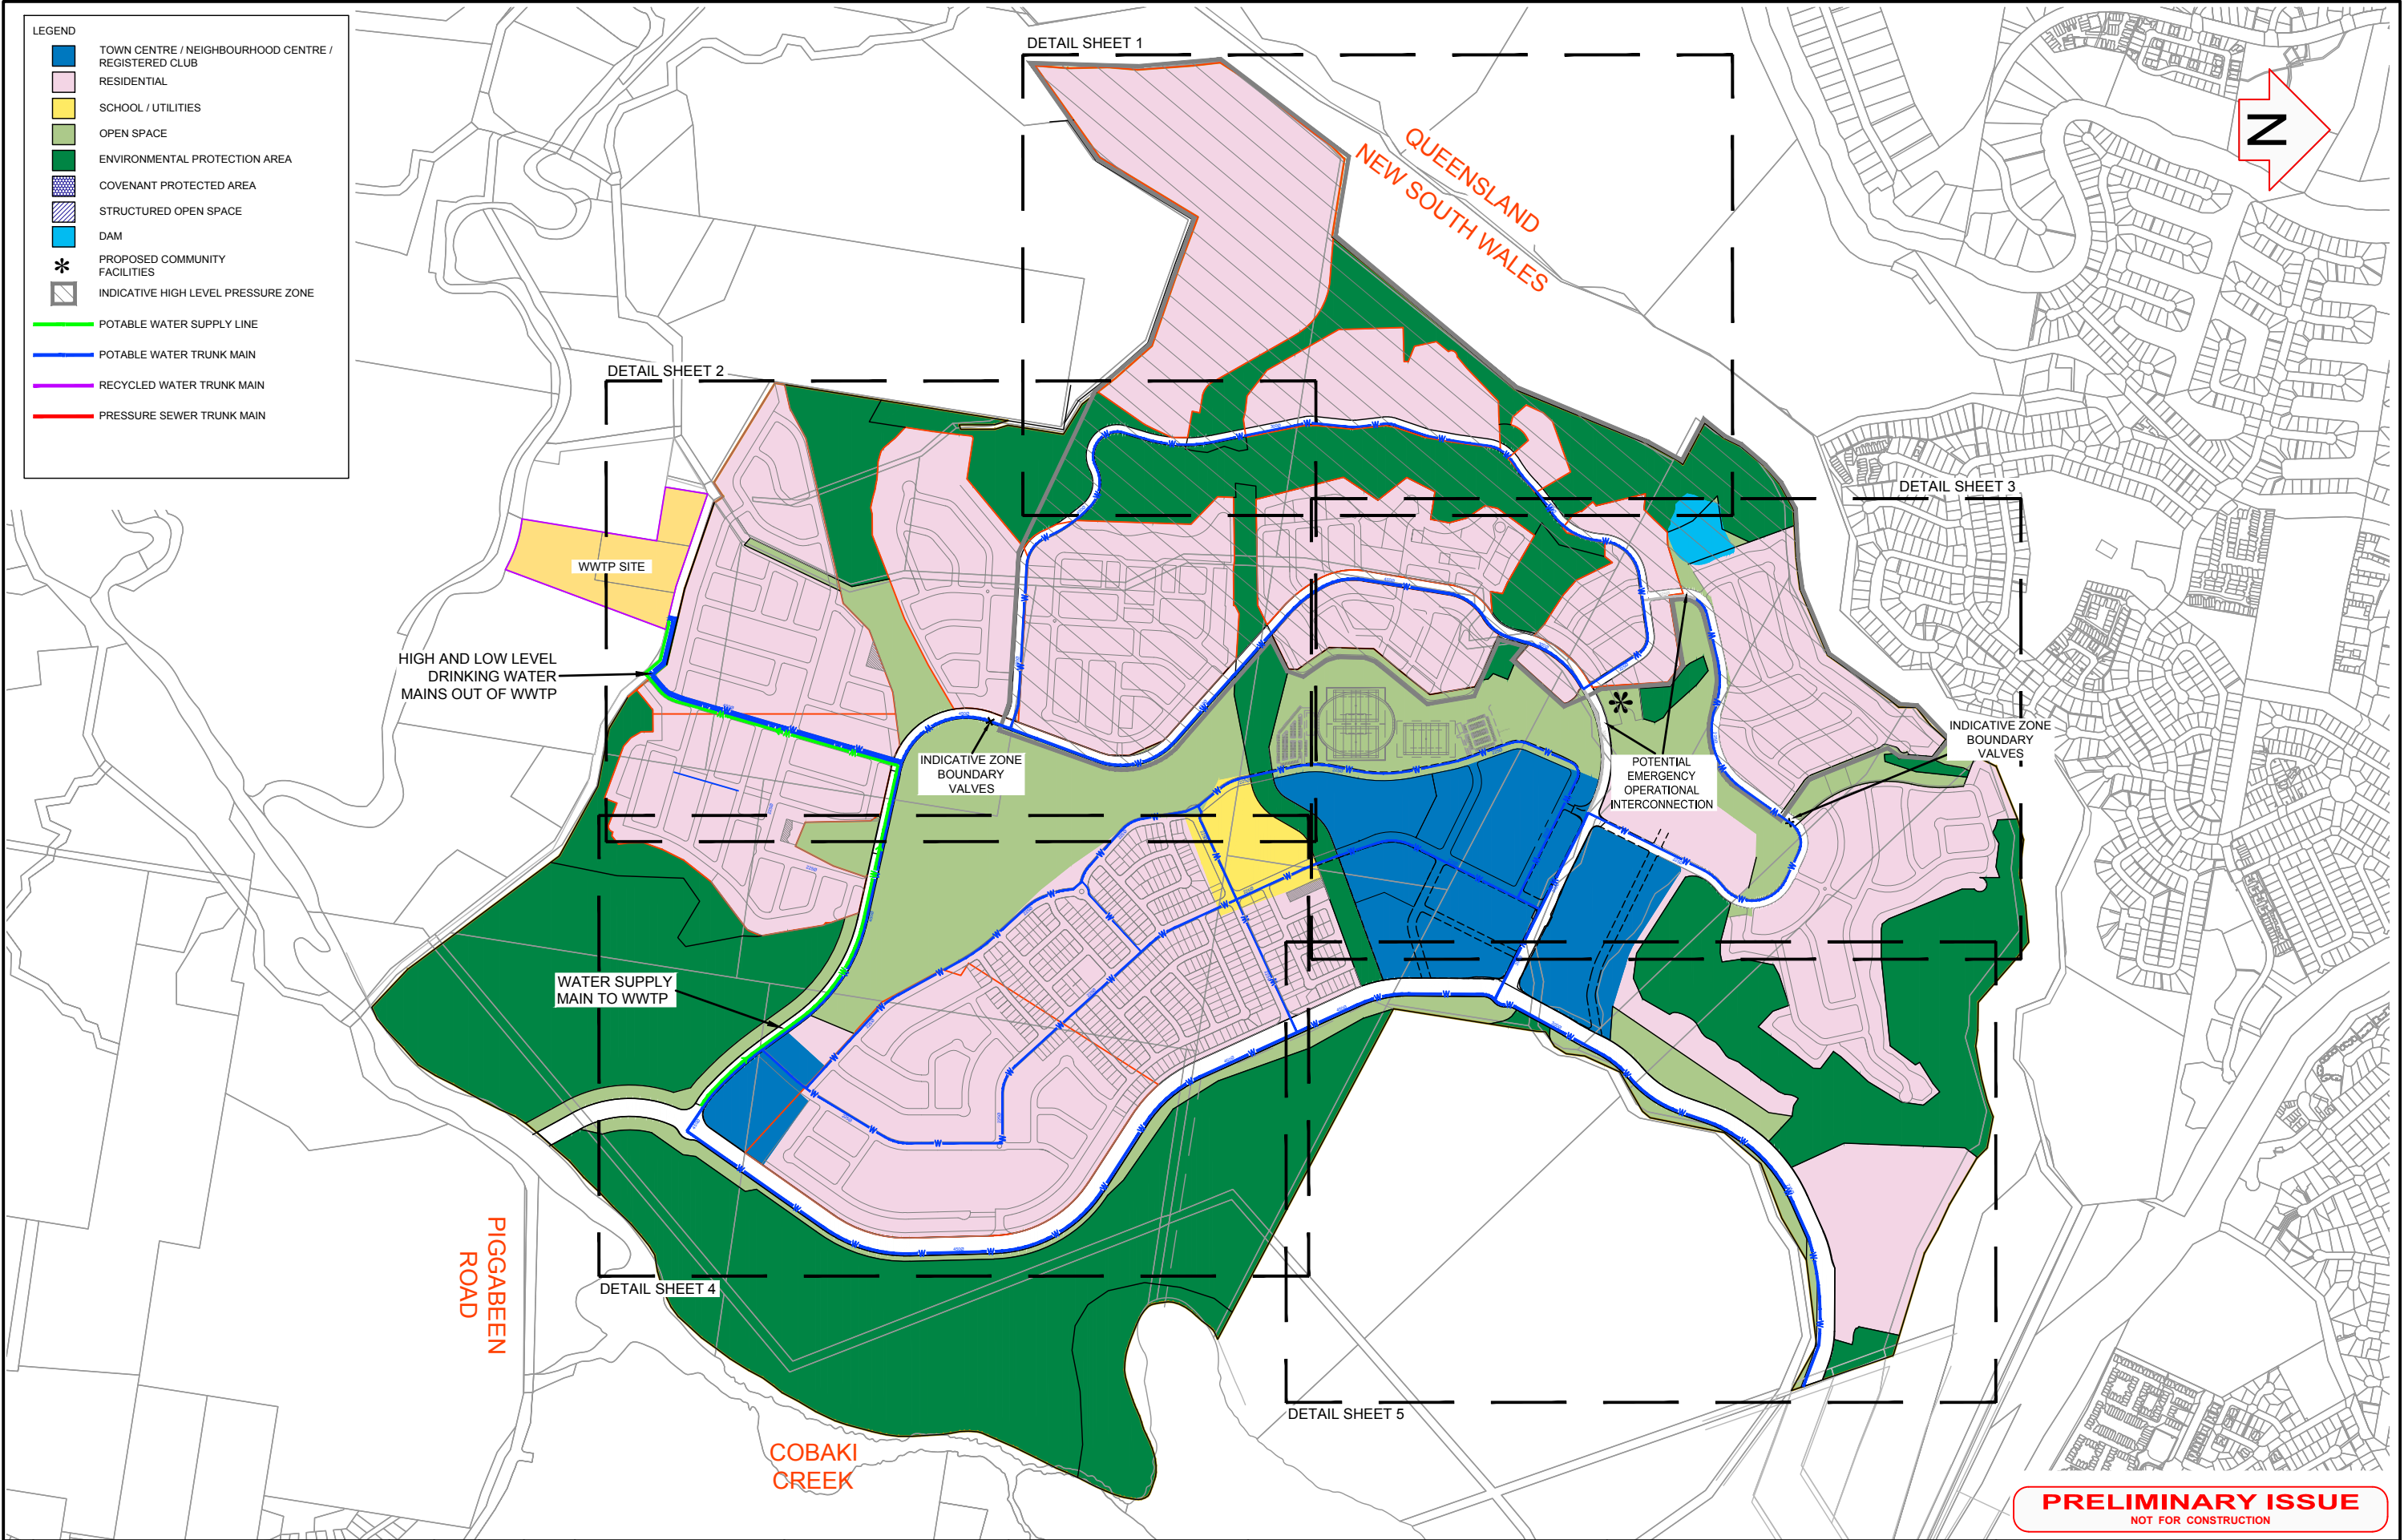 LEGEND
TOWN CENTRE / NEIGHBOURHOOD CENTRE /
REGISTERED CLUB
RESIDENTIAL
SCHOOL / UTILITIES
OPEN SPACE
ENVIRONMENTAL PROTECTION AREA
COVENANT PROTECTED AREA
STRUCTURED OPEN SPACE
DAM
* PROPOSED COMMUNITY
FACILITIES
INDICATIVE HIGH LEVEL PRESSURE ZONE
POTABLE WATER SUPPLY LINE
POTABLE WATER TRUNK MAIN
RECYCLED WATER TRUNK MAIN
PRESSURE SEWER TRUNK MAIN
DETAIL SHEET 1
N
QUEENSLAND
NEW SOUTH WALES
DETAIL SHEET 2
DETAIL SHEET 3
WWTP SITE
HIGH AND LOW LEVEL
DRINKING WATER
MAINS OUT OF WWTP
INDICATIVE ZONE
BOUNDARY
VALVES
*
POTENTIAL
EMERGENCY
OPERATIONAL
INTERCONNECTION
INDICATIVE ZONE
BOUNDARY
VALVES
WATER SUPPLY
MAIN TO WWTP
PIGGABEEN
ROAD
DETAIL SHEET 4
DETAIL SHEET 5
COBAKI
CREEK
PRELIMINARY ISSUE
NOT FOR CONSTRUCTION